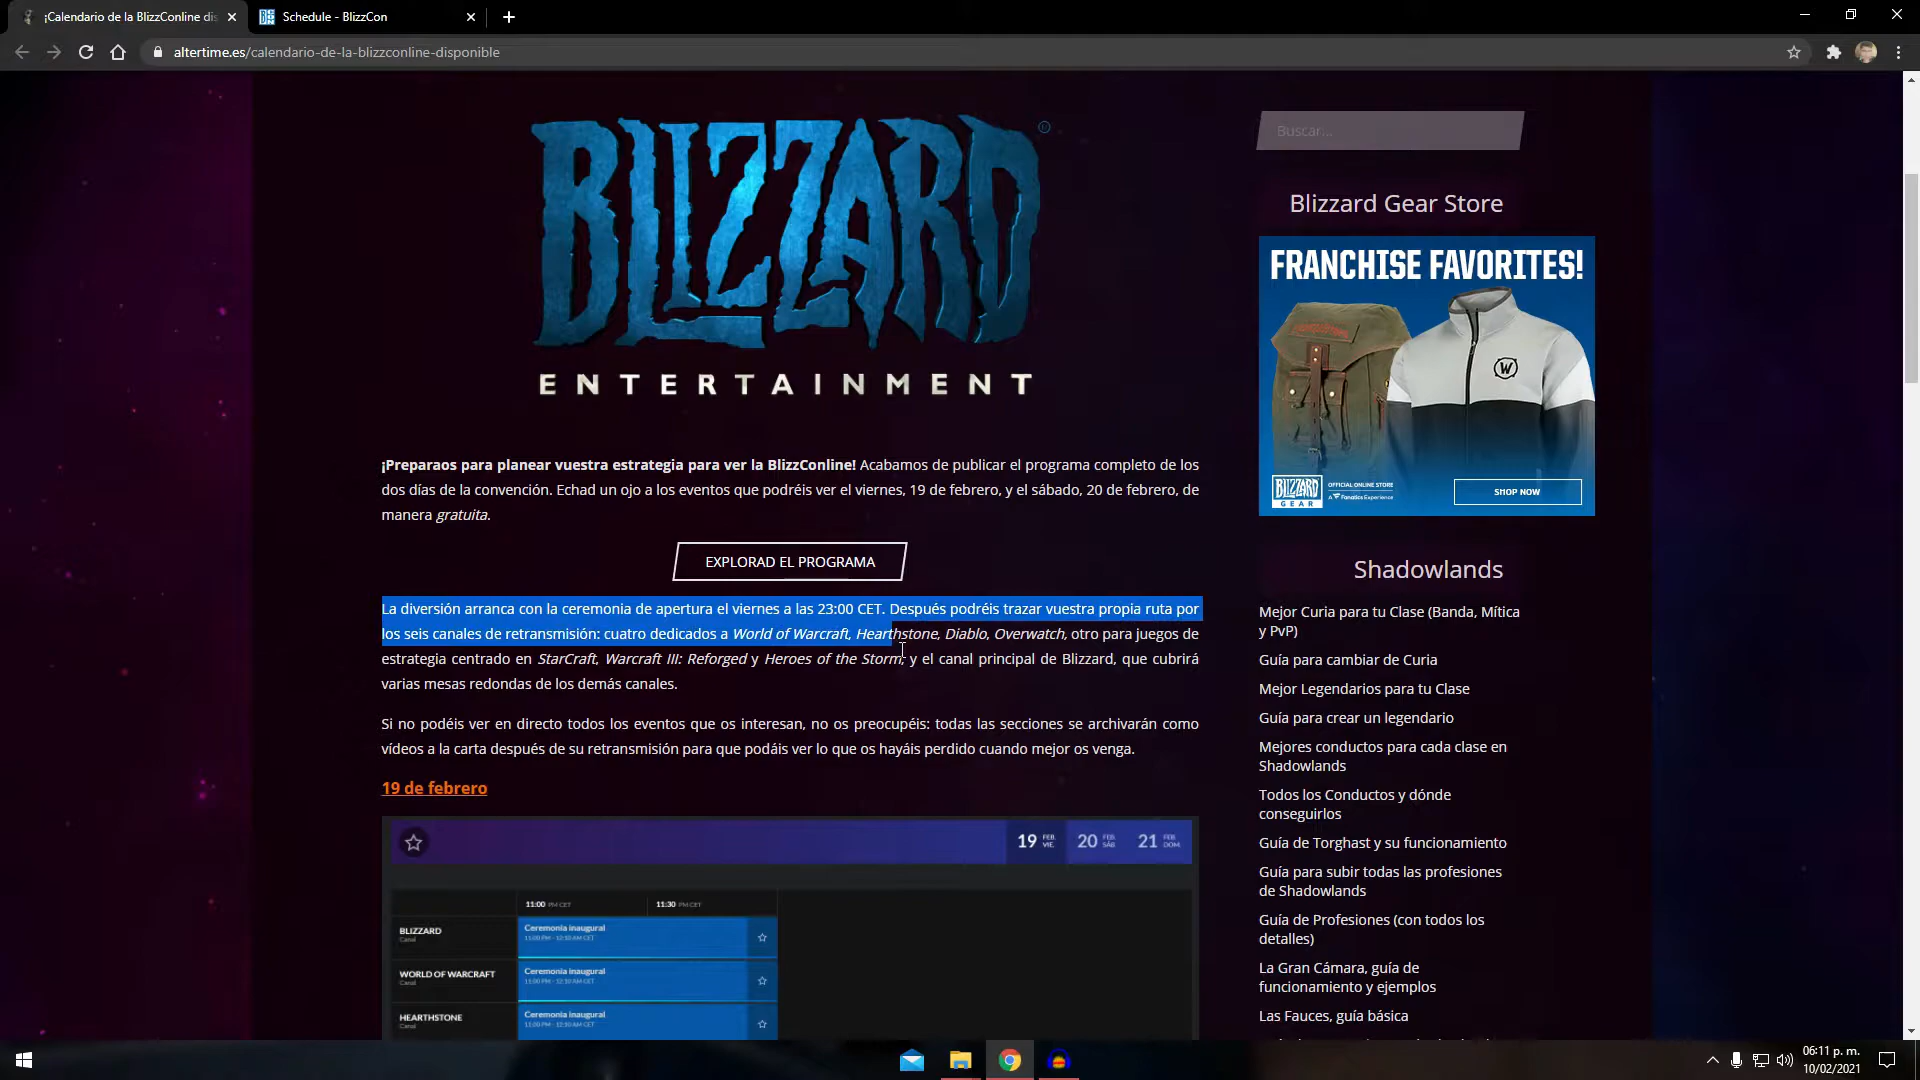 ¡Calendario de la BlizzConline dis
Schedule - BlizzCon
altertime.es/calendario-de-la-blizzconline-disponible
BLIZZARD
ENTERTAINMENT
¡Preparaos para planear vuestra estrategia para ver la BlizzConline! Acabamos de publicar el programa completo de los
dos días de la convención. Echad un ojo a los eventos que podréis ver el viernes, 19 de febrero, y el sábado, 20 de febrero, de
manera gratuita.
EXPLORAD EL PROGRAMA
La diversión arranca con la ceremonia de apertura el viernes a las 23:00 CET. Después podréis trazar vuestra propia ruta por
los seis canales de retransmisión: cuatro dedicados a World of Warcraft, Hearthstone, Diablo, Overwatch, otro para juegos de
estrategia centrado en StarCraft, Warcraft III: Reforged y Heroes of the Storm, y el canal principal de Blizzard, que cubrirá
varias mesas redondas de los demás canales.
Si no podéis ver en directo todos los eventos que os interesan, no os preocupéis: todas las secciones se archivarán como
vídeos a la carta después de su retransmisión para que podáis ver lo que os hayáis perdido cuando mejor os venga.
19 de febrero
19 FEB. VIE. 20 FEB. SÁB. 21 FEB. DOM.
11:00 PM CET 11:30 PM CET
BLIZZARD
Canal
Ceremonia inaugural
11:00 PM - 12:10 AM CET
WORLD OF WARCRAFT
Canal
Ceremonia inaugural
11:00 PM - 12:10 AM CET
HEARTHSTONE
Canal
Ceremonia inaugural
11:00 PM - 12:10 AM CET
Buscar...
Blizzard Gear Store
FRANCHISE FAVORITES!
W
BLIZZARD
GEAR
OFFICIAL ONLINE STORE
A Fanatics Experience
SHOP NOW
Shadowlands
Mejor Curia para tu Clase (Banda, Mítica
y PvP)
Guía para cambiar de Curia
Mejor Legendarios para tu Clase
Guía para crear un legendario
Mejores conductos para cada clase en
Shadowlands
Todos los Conductos y dónde
conseguirlos
Guía de Torghast y su funcionamiento
Guía para subir todas las profesiones
de Shadowlands
Guía de Profesiones (con todos los
detalles)
La Gran Cámara, guía de
funcionamiento y ejemplos
Las Fauces, guía básica
06:11 p. m.
10/02/2021